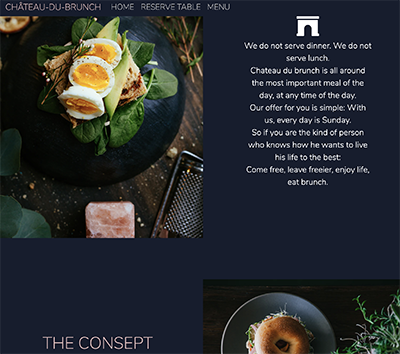 CHÂTEAU-DU-BRUNCH HOME RESERVE TABLE MENU
We do not serve dinner. We do not
serve lunch.
Chateau du brunch is all around
the most important meal of the
day, at any time of the day.
Our offer for you is simple: With
us, every day is Sunday.
So if you are the kind of person
who knows how he wants to live
his life to the best:
Come free, leave freeier, enjoy life,
eat brunch.
THE CONSEPT